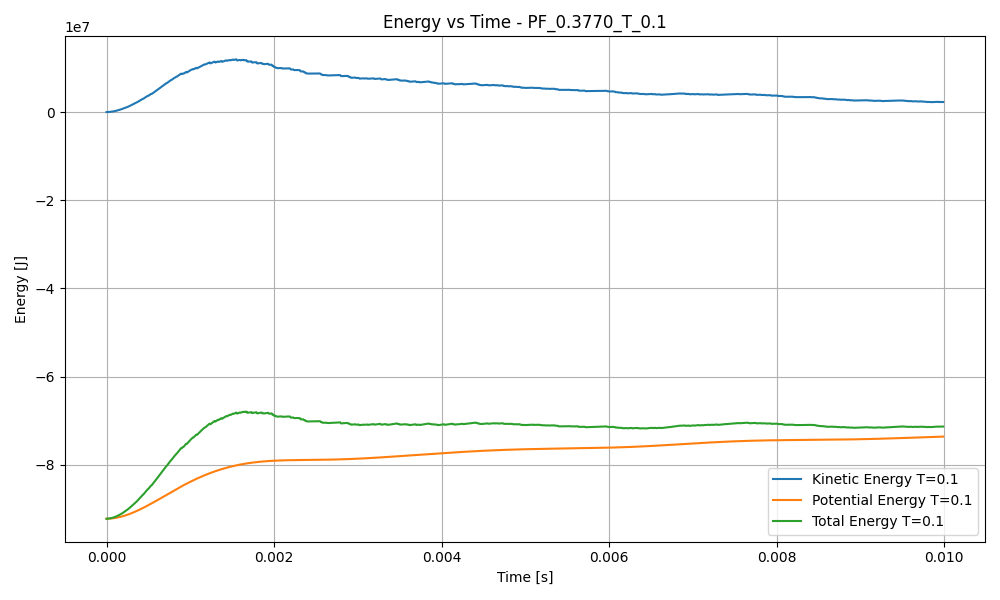 Energy vs Time - PF_0.3770_T_0.1
1e7
0
−2
−4
−6
−8
Energy [J]
0.000
0.002
0.004
0.006
0.008
0.010
Time [s]
Kinetic Energy T=0.1
Potential Energy T=0.1
Total Energy T=0.1